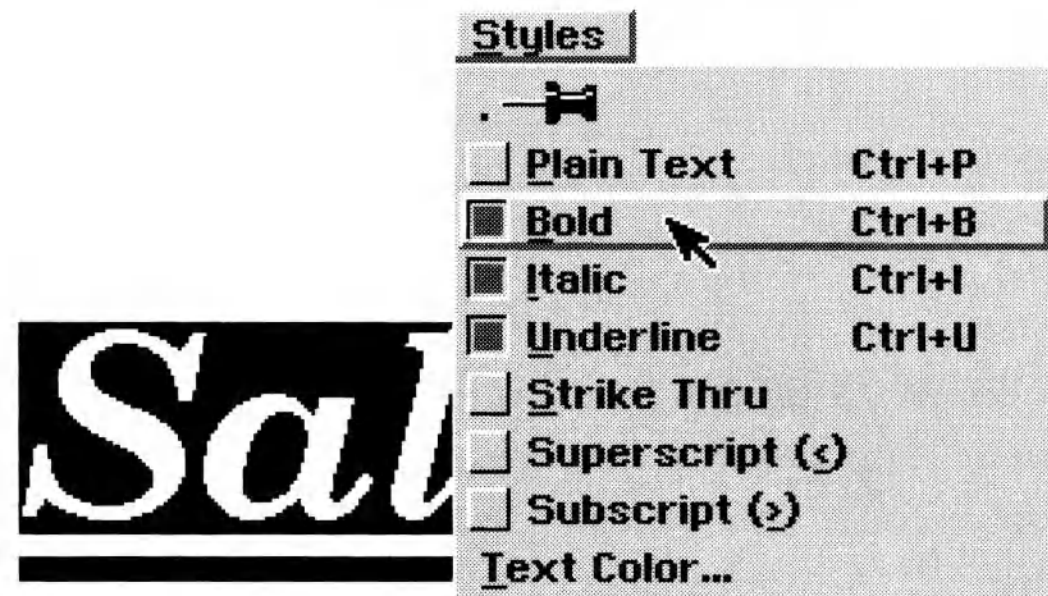 Styles
Plain Text Ctrl+P
Bold Ctrl+B
Italic Ctrl+I
Underline Ctrl+U
Strike Thru
Superscript (<)
Subscript (>)
Text Color...
Sal